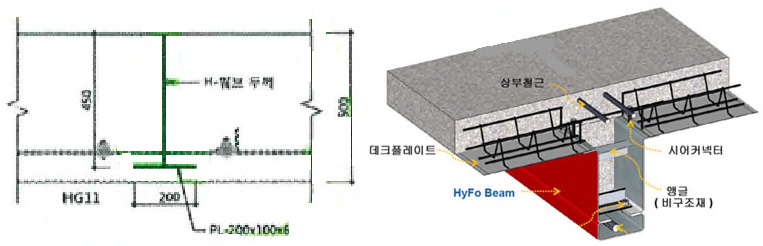 H-웨브 두께
450
500
HG11
200
PL-200x100x6
상부철근
데크플레이트
시어커넥터
HyFo Beam
앵글
( 비구조재 )